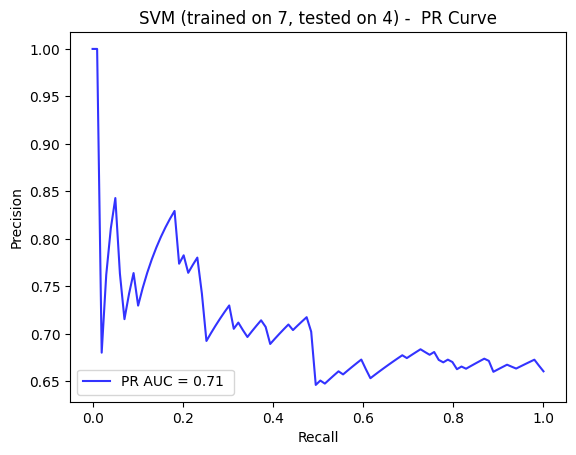 SVM (trained on 7, tested on 4) -  PR Curve
1.00
0.95
0.90
0.85
0.80
0.75
0.70
0.65
Precision
PR AUC = 0.71
0.0 0.2 0.4 0.6 0.8 1.0
Recall